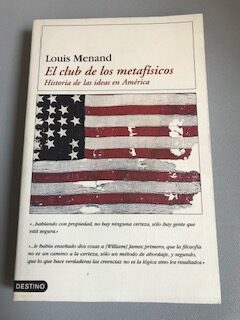 Louis Menand
El club de los metafísicos
Historia de las ideas en América
«...hablando con propiedad, no hay ninguna certeza, sólo hay gente que
está segura.»
«...le había enseñado dos cosas a [William] James: primero, que la filosofía
no es un camino a la certeza, sólo un método de abordaje, y segundo,
que lo que hace verdaderas las creencias no es la lógica sino los resultados.»
DESTINO